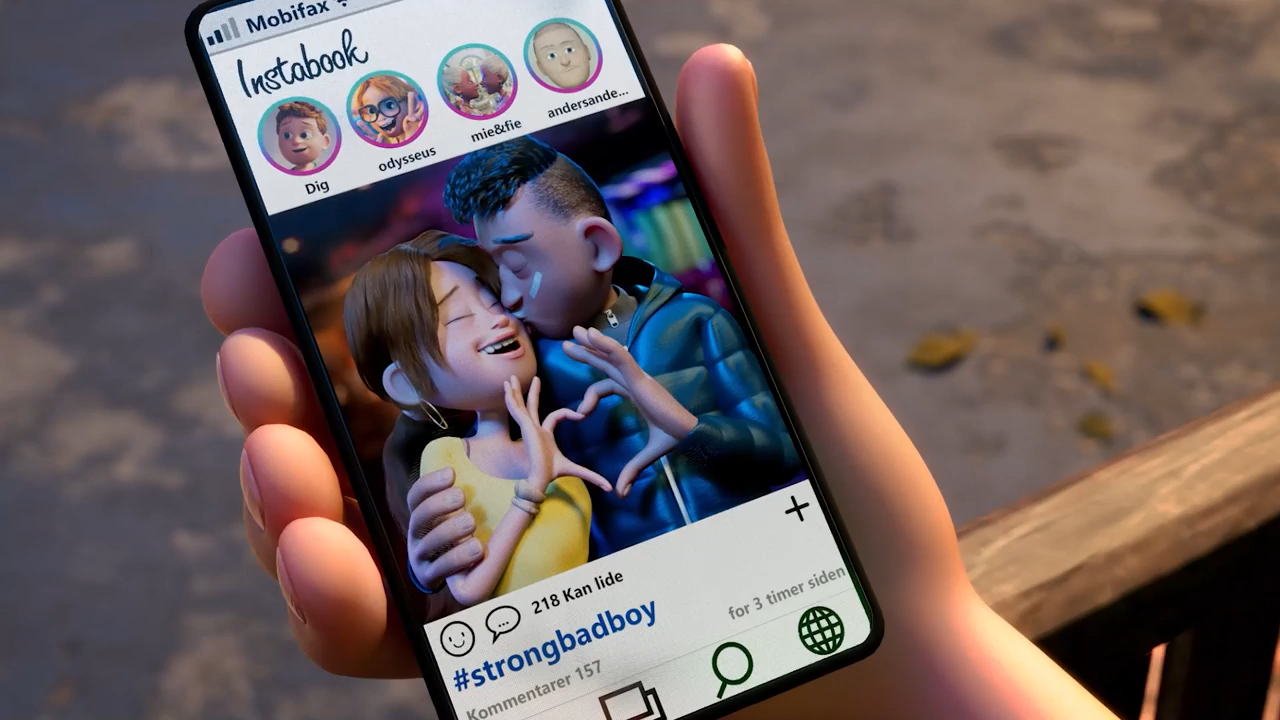 Mobifax
Instabook
Dig
odysseus
mie&fie
andersande...
218 Kan lide
for 3 timer siden
#strongbadboy
Kommentarer 157